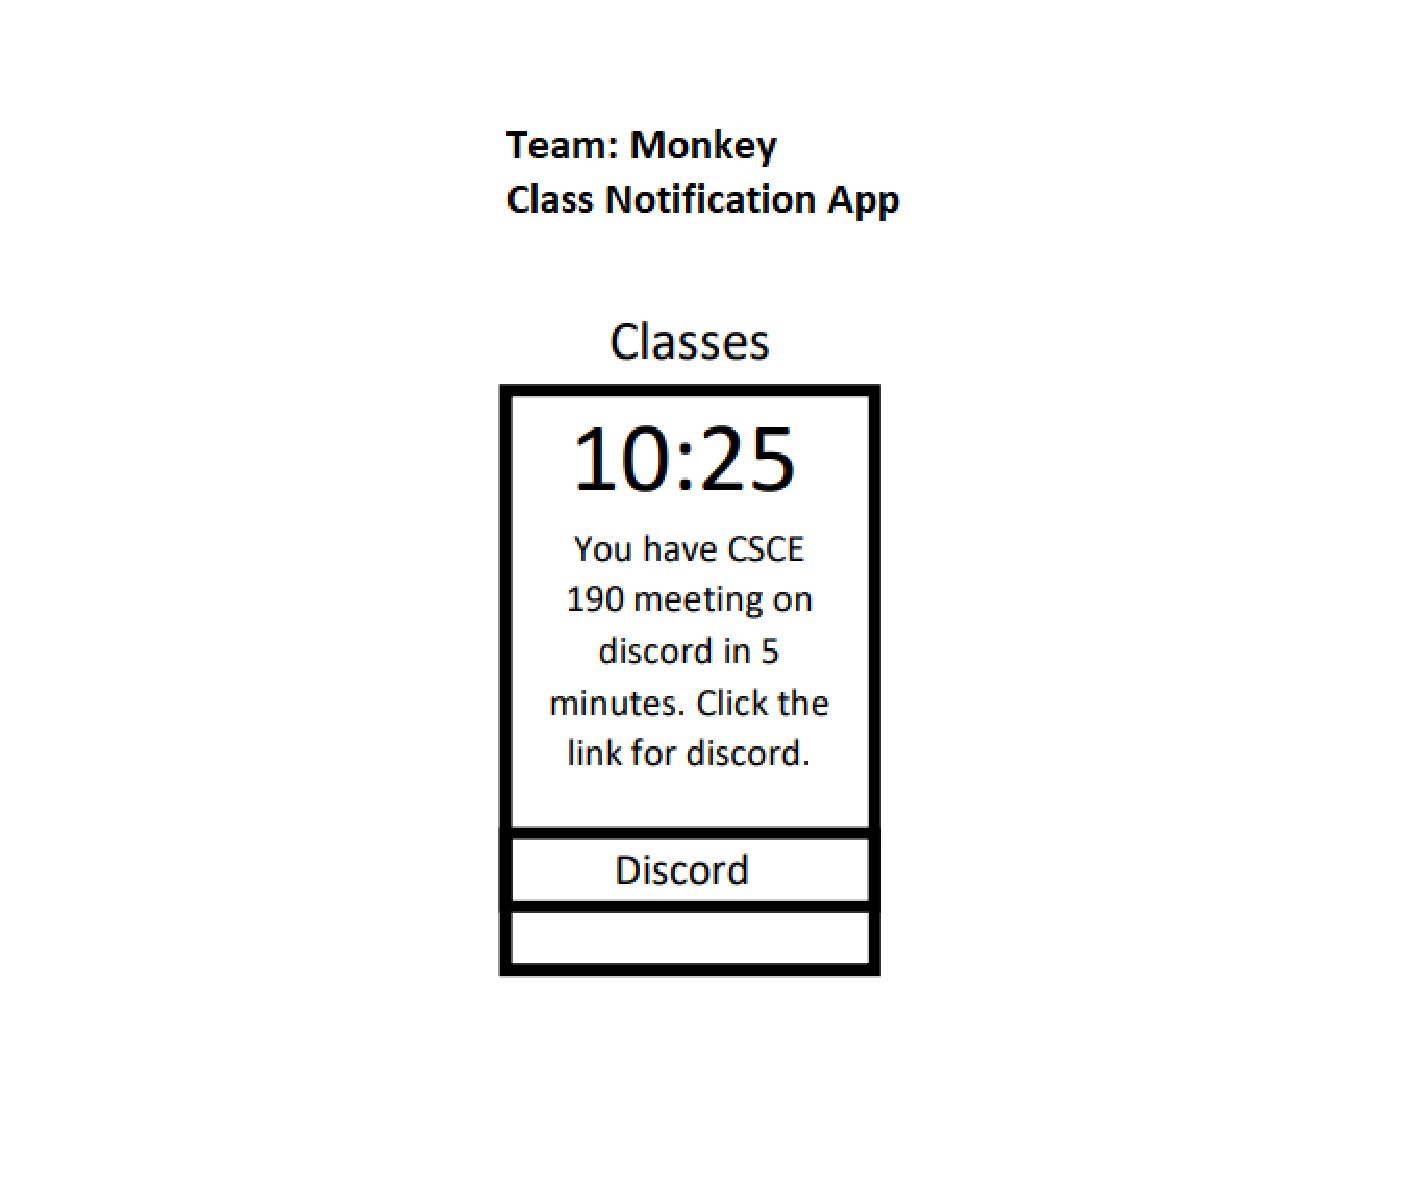 Team: Monkey
Class Notification App
Classes
10:25
You have CSCE
190 meeting on
discord in 5
minutes. Click the
link for discord.
Discord